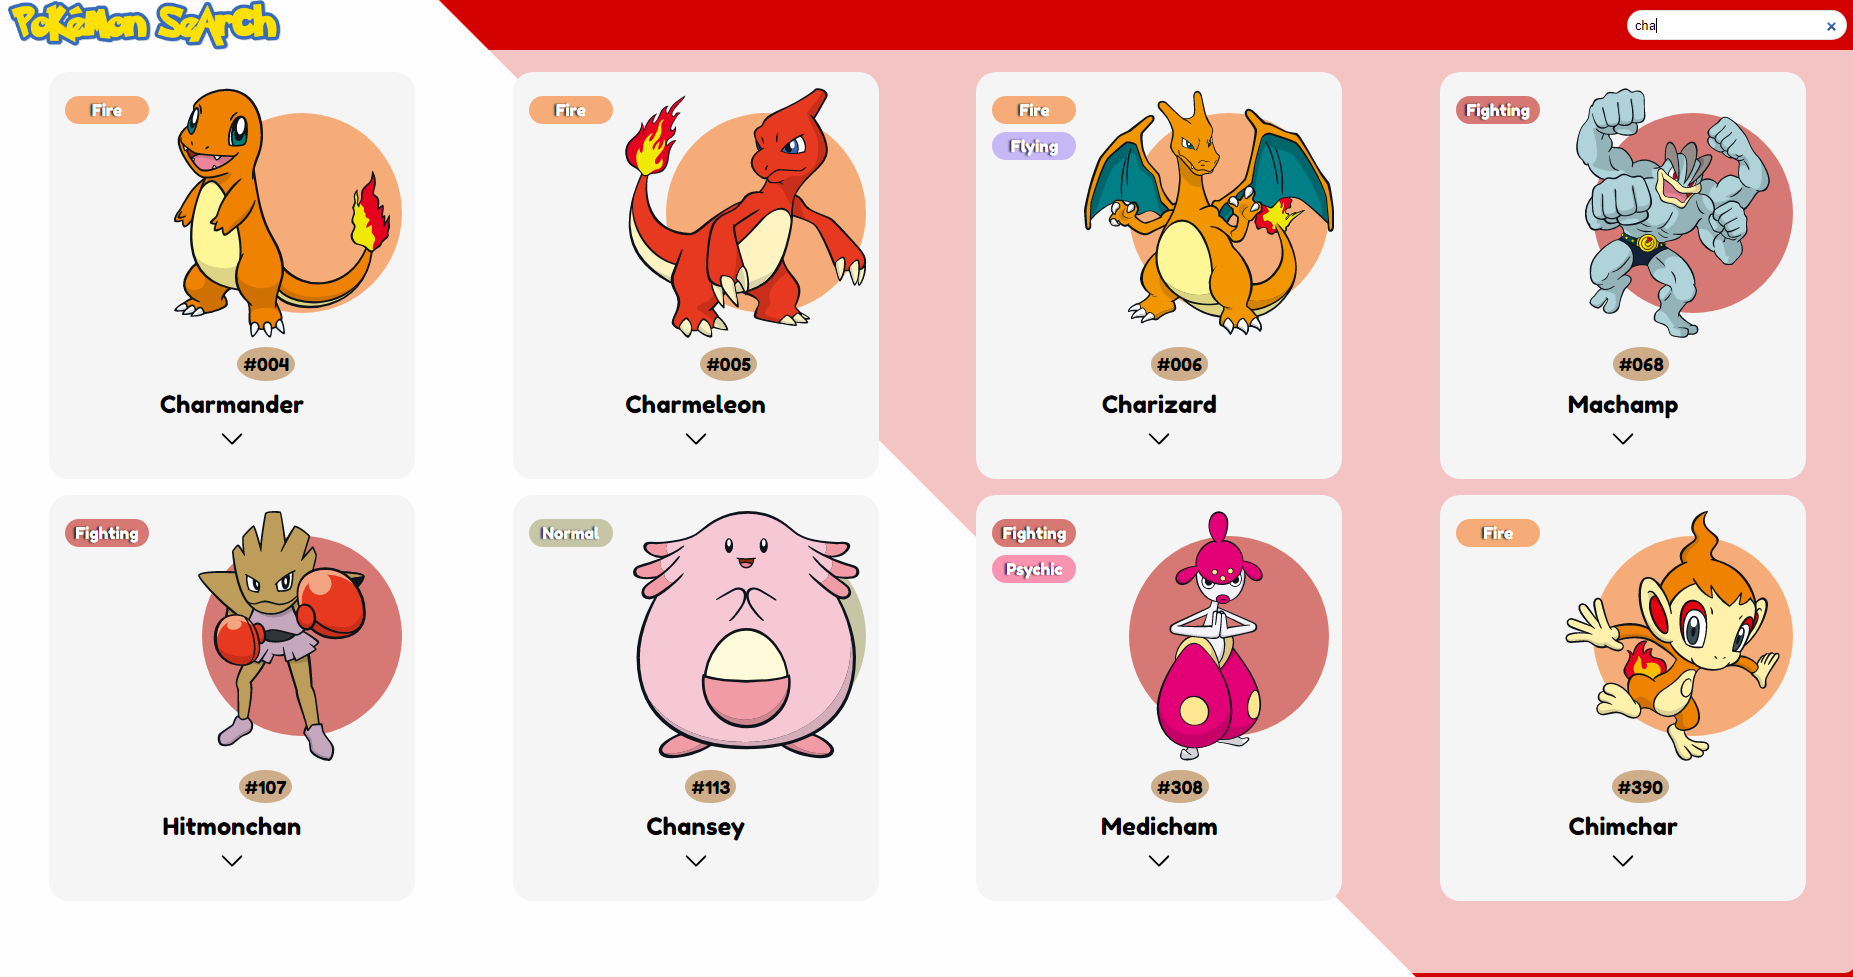 PoKéMon SeArCh
cha
Fire
#004
Charmander
Fire
#005
Charmeleon
Fire
Flying
#006
Charizard
Fighting
#068
Machamp
Fighting
#107
Hitmonchan
Normal
#113
Chansey
Fighting
Psychic
#308
Medicham
Fire
#390
Chimchar